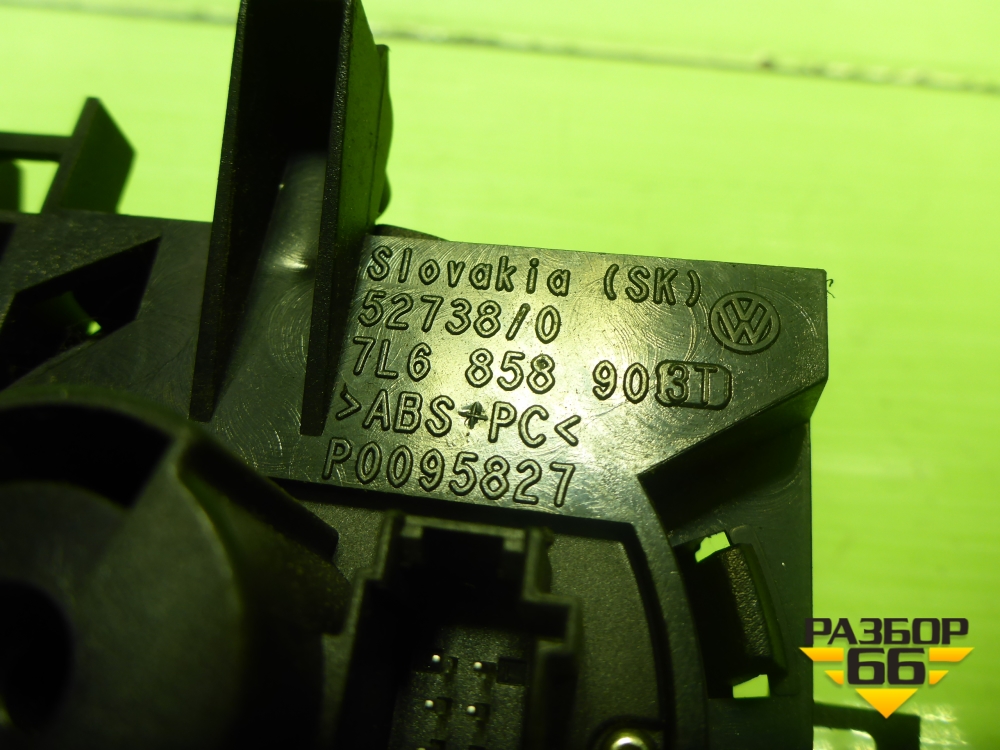 Slovakia (SK)
52738/0
7L6 858 903T
>ABS+PC<
P0095827
РАЗБОР
66